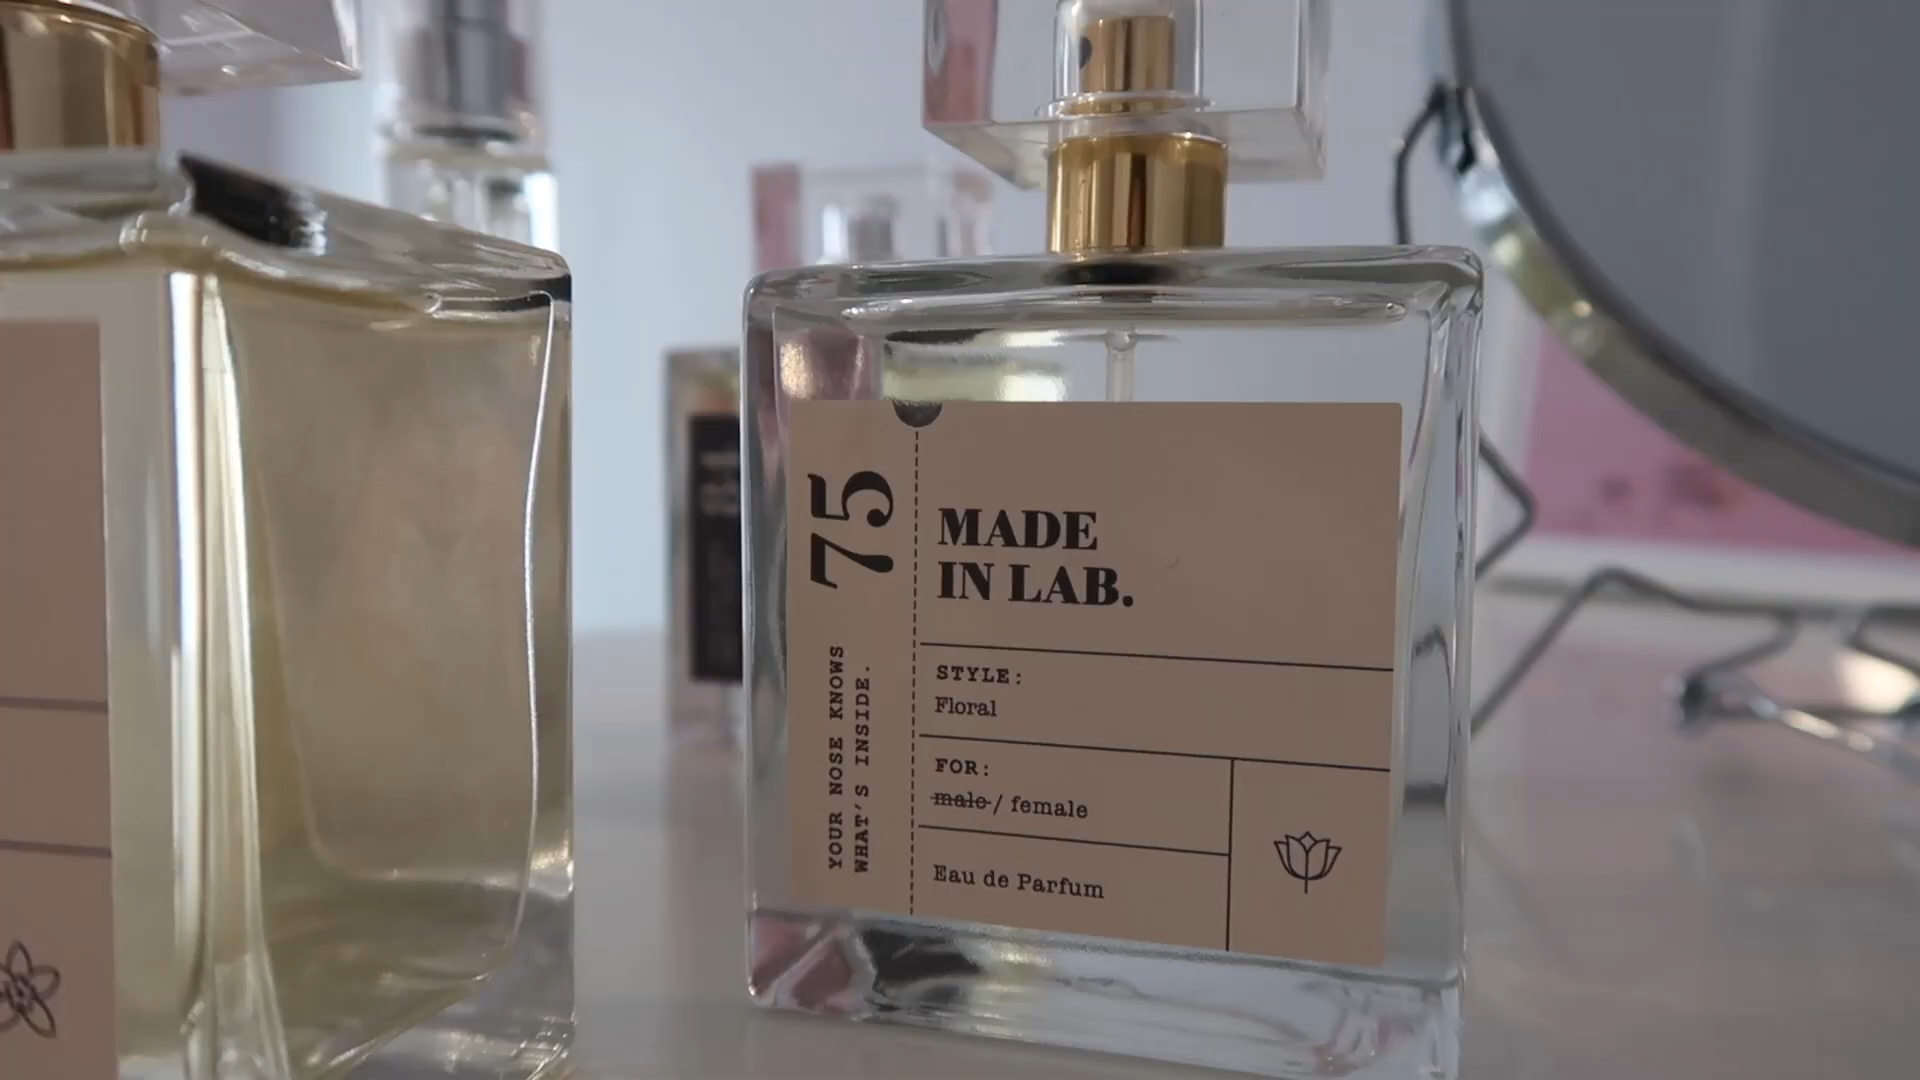 75
YOUR NOSE KNOWS
WHAT'S INSIDE.
MADE
IN LAB.
STYLE:
Floral
FOR:
male / female
Eau de Parfum